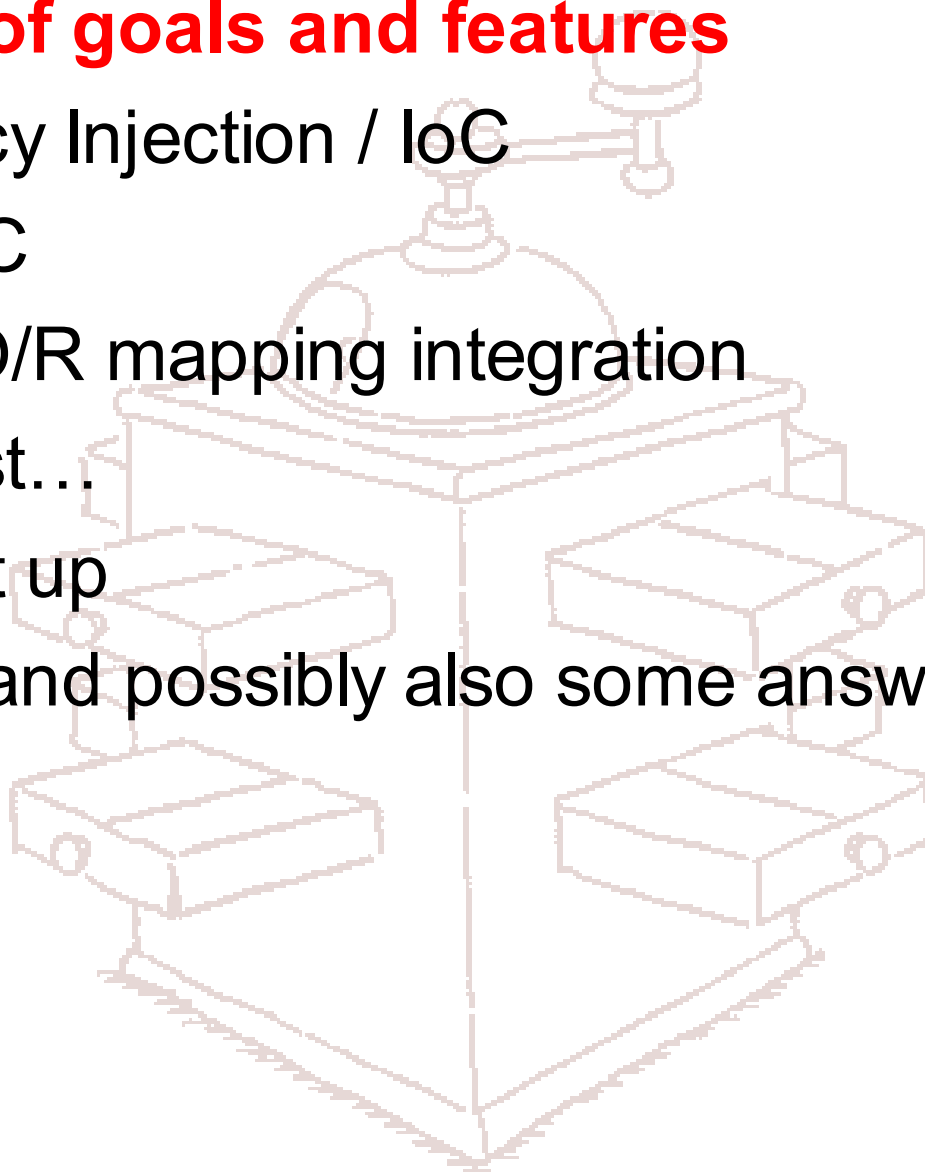 of goals and features
cy Injection / IoC
C
O/R mapping integration
st…
t up
and possibly also some answ